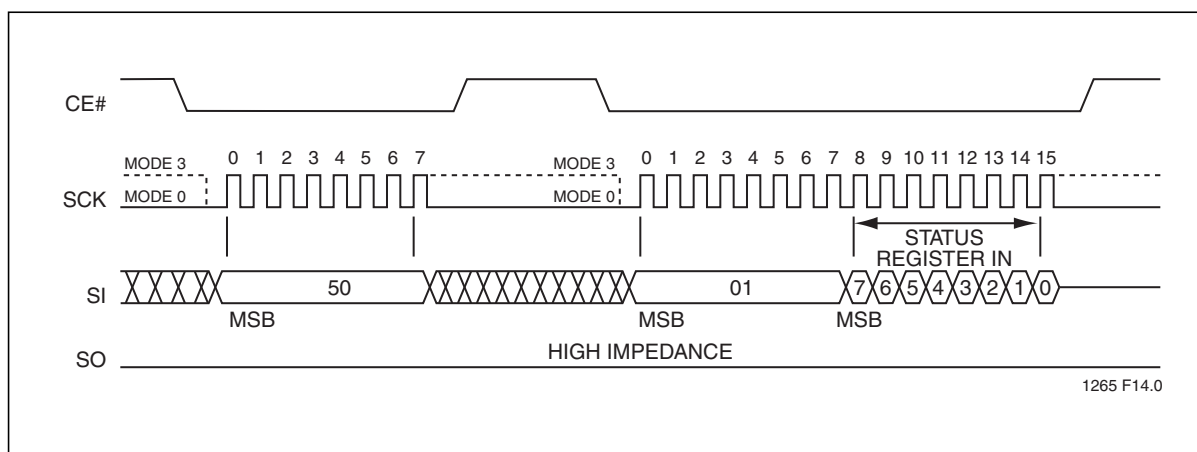 CE#
MODE 3 0 1 2 3 4 5 6 7 MODE 3 0 1 2 3 4 5 6 7 8 9 10 11 12 13 14 15
SCK MODE 0 MODE 0
STATUS
REGISTER IN
SI 50 01 7 6 5 4 3 2 1 0
MSB MSB MSB
HIGH IMPEDANCE
SO
1265 F14.0